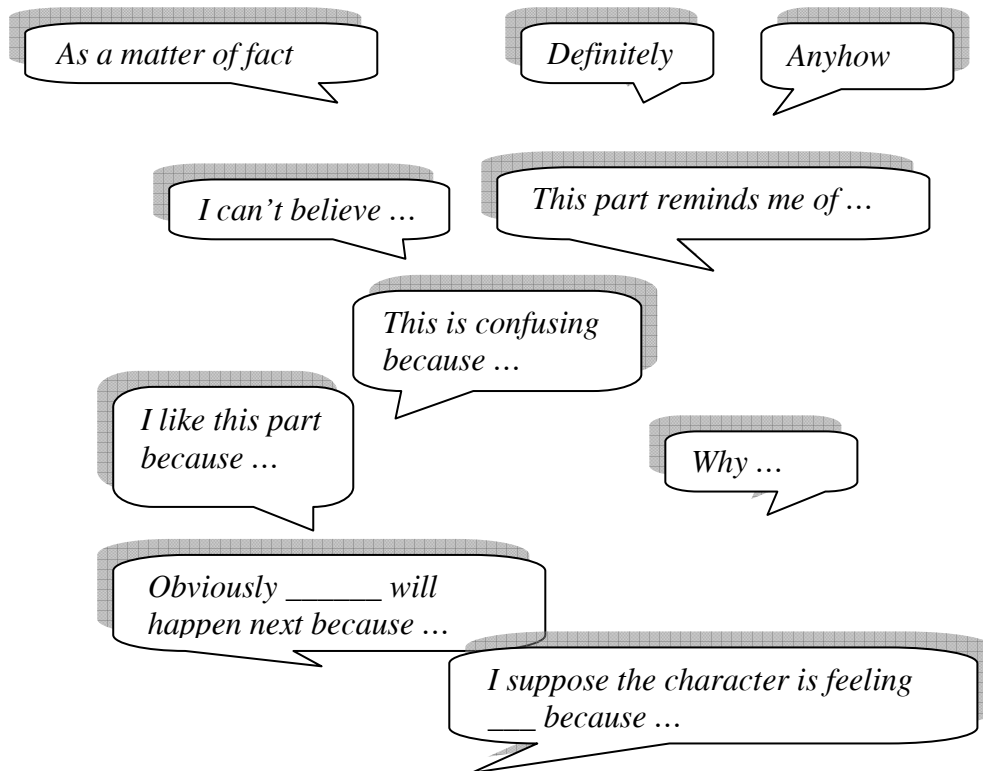 As a matter of fact
Definitely
Anyhow
I can't believe …
This part reminds me of …
This is confusing
because …
I like this part
because …
Why …
Obviously ______ will
happen next because …
I suppose the character is feeling
___ because …